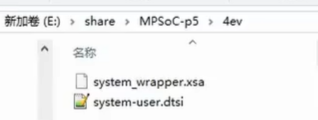 新加卷 (E:) > share > MPSoC-p5 > 4ev
名称
system_wrapper.xsa
system-user.dtsi